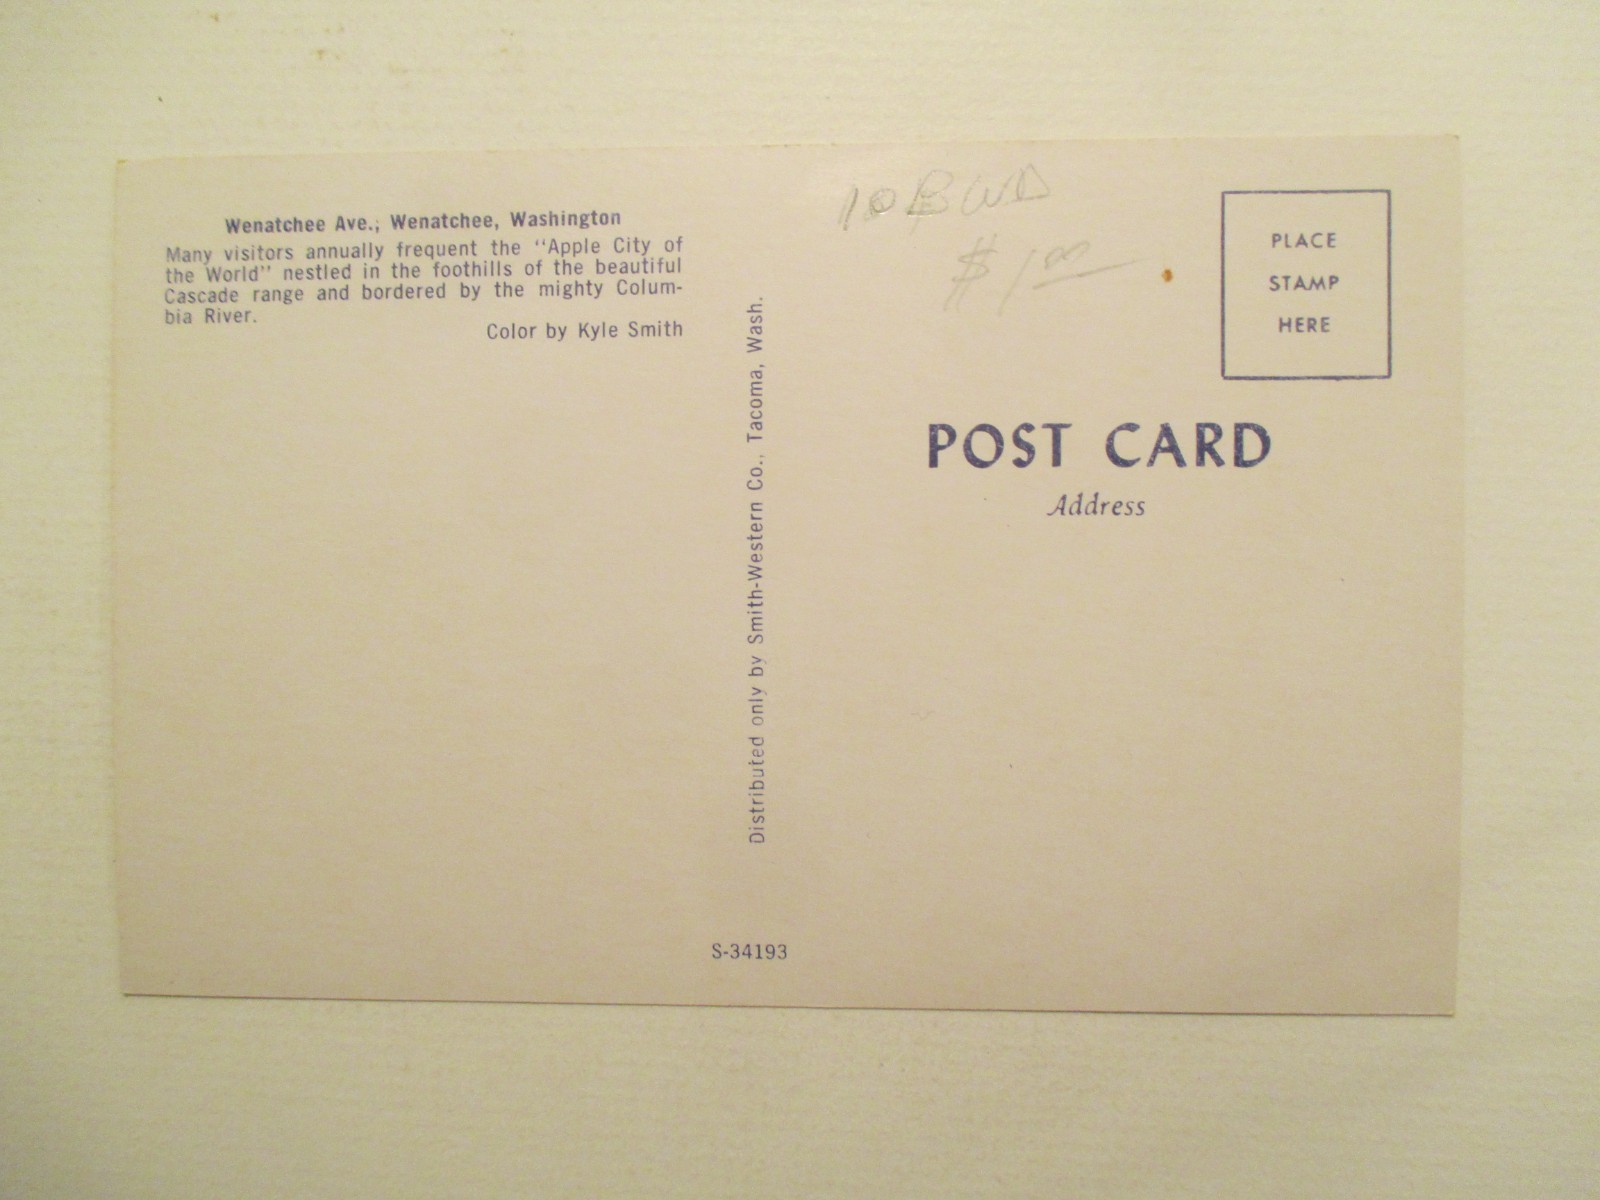 Wenatchee Ave., Wenatchee, Washington
Many visitors annually frequent the "Apple City of
the World" nestled in the foothills of the beautiful
Cascade range and bordered by the mighty Colum-
bia River.
Color by Kyle Smith
Distributed only by Smith-Western Co., Tacoma, Wash.
S-34193
$1.00
PLACE
STAMP
HERE
POST CARD
Address